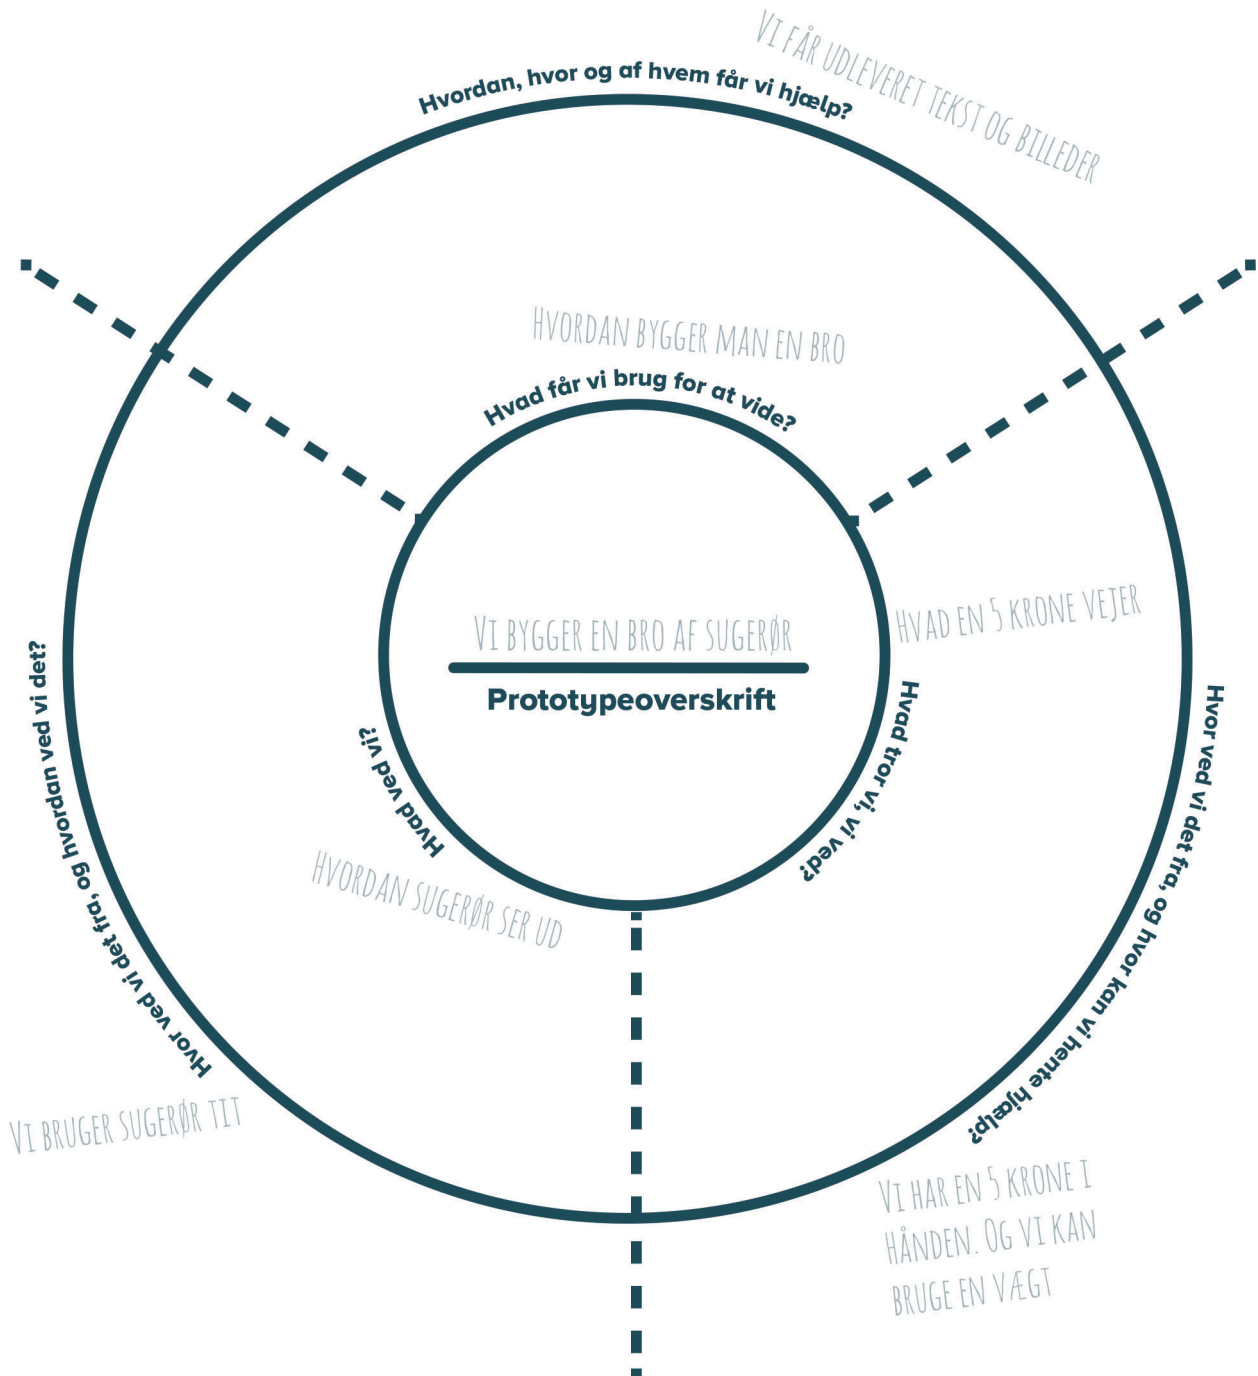 Vi får udleveret tekst og billeder
Hvordan, hvor og af hvem får vi hjælp?
Hvordan bygger man en bro
Hvad får vi brug for at vide?
Vi bygger en bro af sugerør
Prototypeoverskrift
Hvad en 5 krone vejer
Hvad tror vi, vi ved?
Hvor ved vi det fra, og hvor kan vi hente hjælp?
Vi har en 5 krone i
hånden. Og vi kan
bruge en vægt
Hvad ved vi?
Hvordan sugerør ser ud
Hvor ved vi det fra, og hvordan ved vi det?
Vi bruger sugerør tit